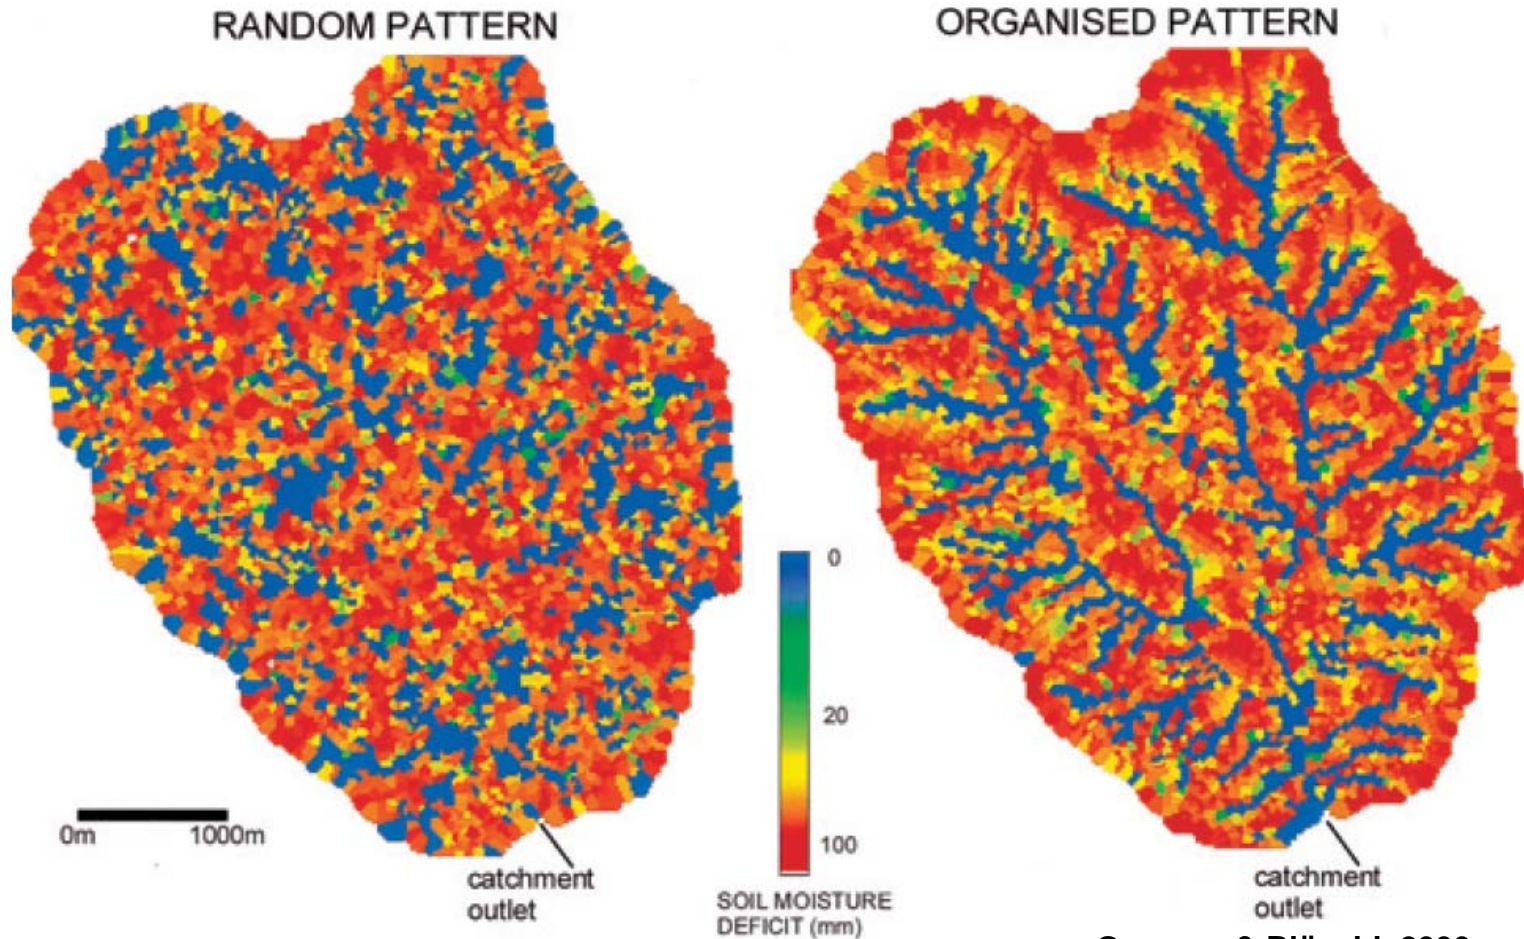 RANDOM PATTERN
ORGANISED PATTERN
0
20
100
SOIL MOISTURE
DEFICIT (mm)
0m 1000m
catchment
outlet
catchment
outlet